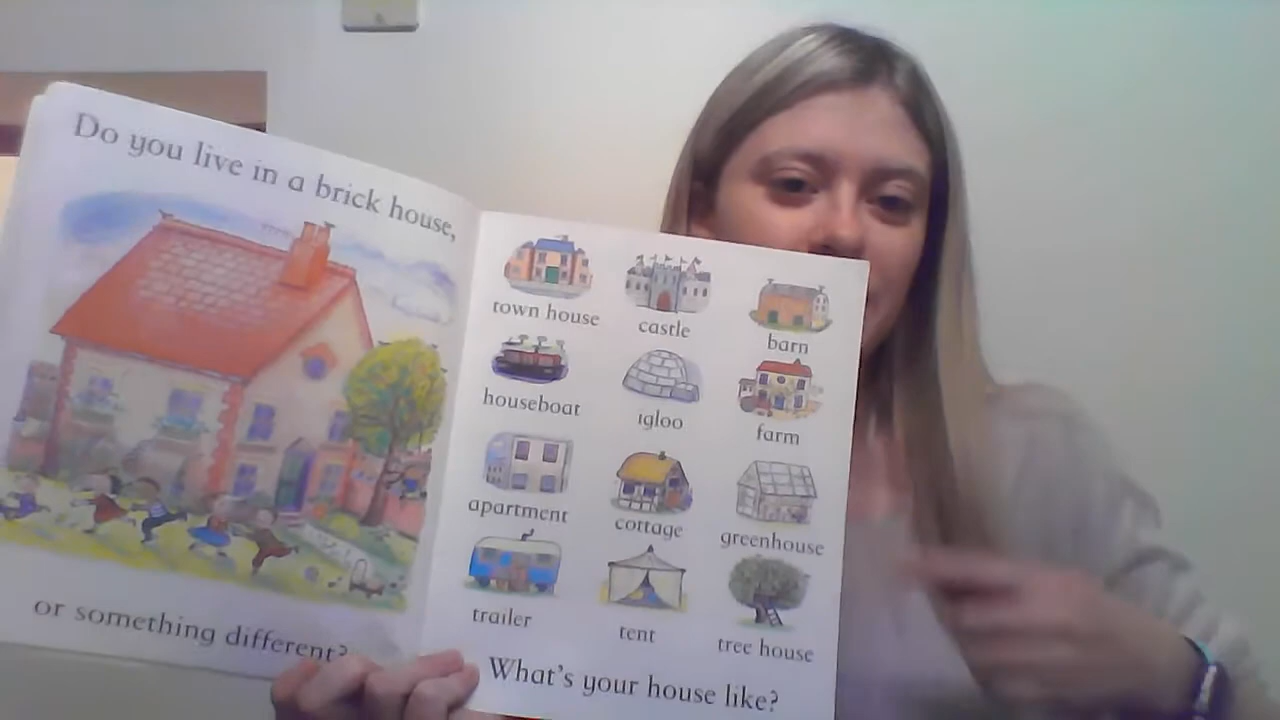 Do you live in a brick house,
or something different?
town house
castle
barn
houseboat
igloo
farm
apartment
cottage
greenhouse
trailer
tent
tree house
What's your house like?